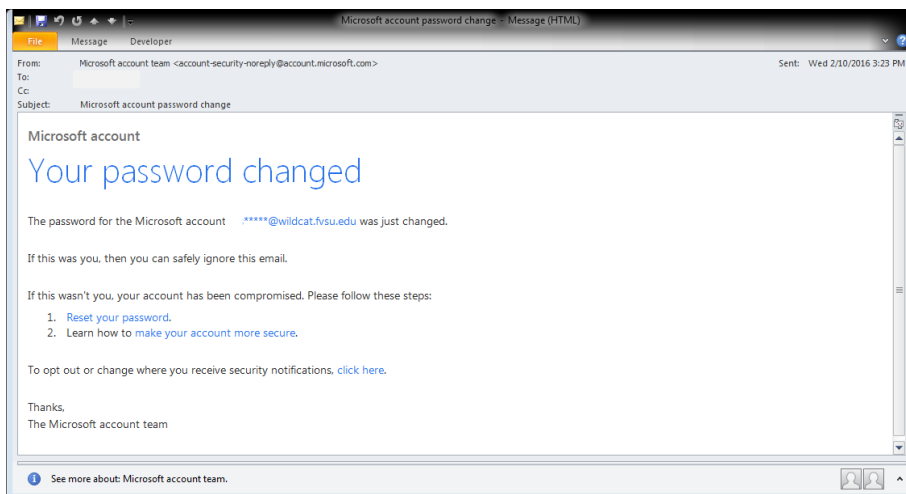 Microsoft account password change - Message (HTML)
File Message Developer
From: Microsoft account team <account-security-noreply@account.microsoft.com> Sent: Wed 2/10/2016 3:23 PM
To:
Cc:
Subject: Microsoft account password change
Microsoft account
Your password changed
The password for the Microsoft account *****@wildcat.fvsu.edu was just changed.
If this was you, then you can safely ignore this email.
If this wasn't you, your account has been compromised. Please follow these steps:
1. Reset your password.
2. Learn how to make your account more secure.
To opt out or change where you receive security notifications, click here.
Thanks,
The Microsoft account team
See more about: Microsoft account team.